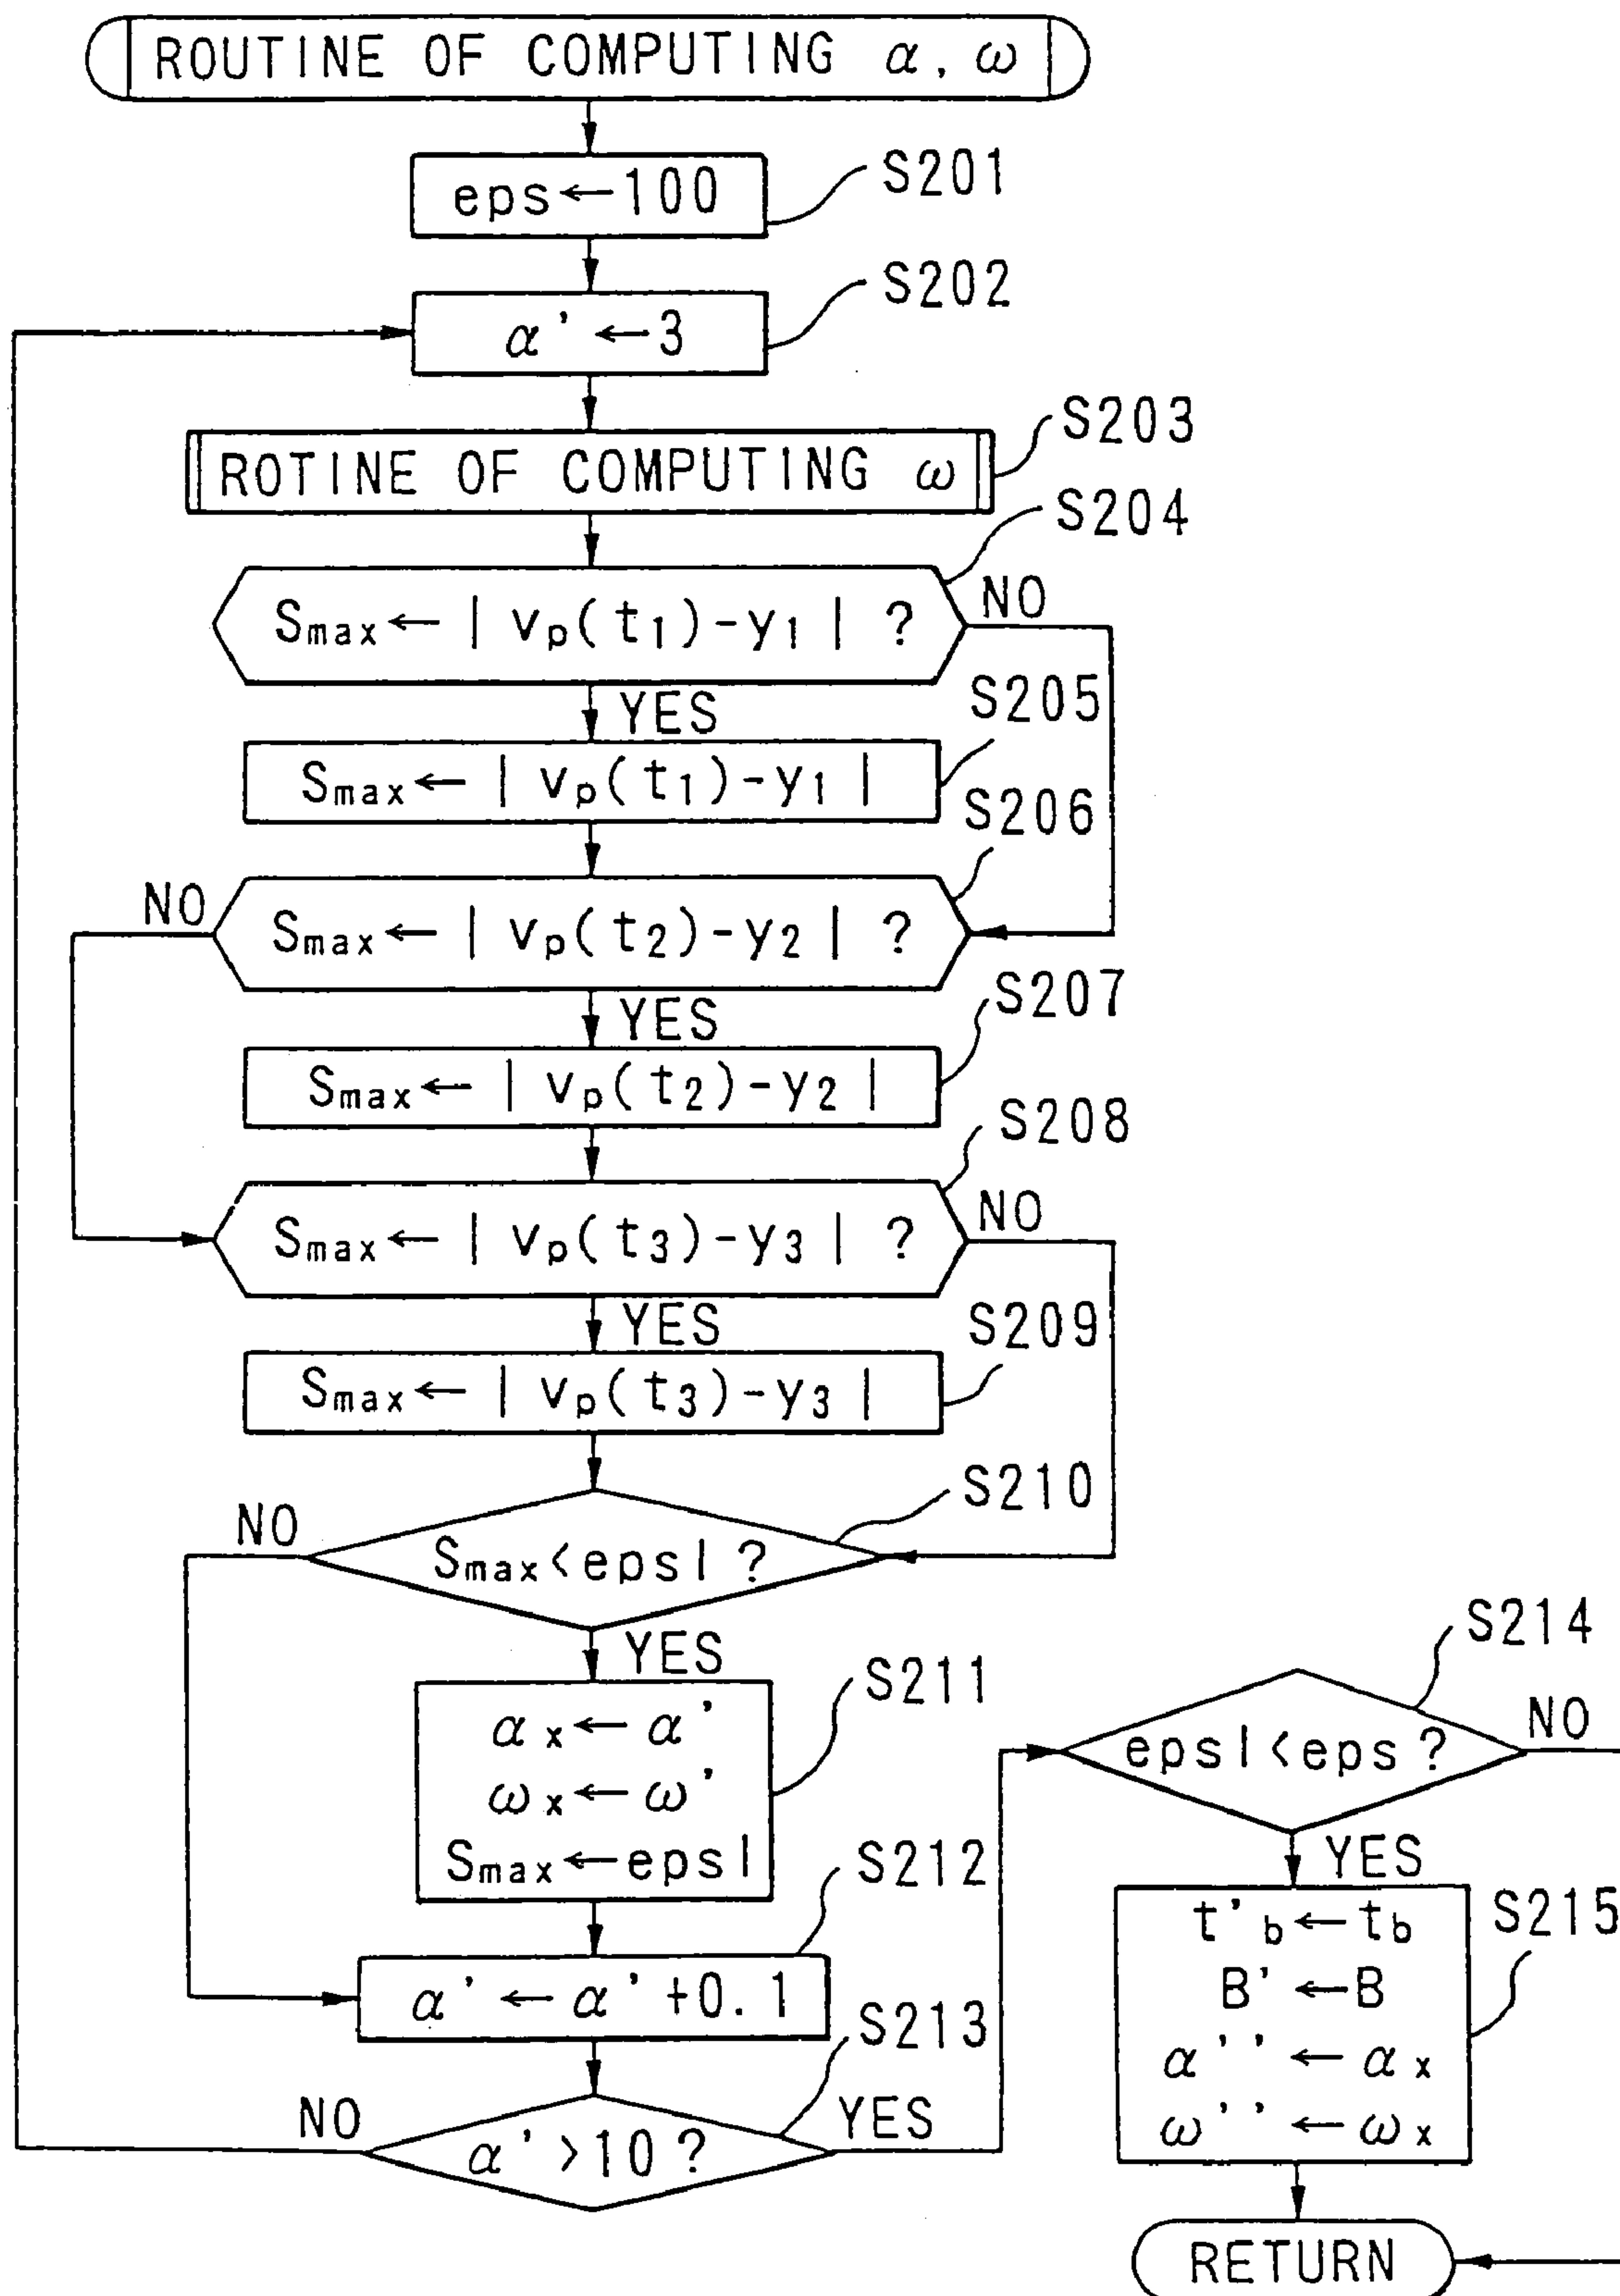 ROUTINE OF COMPUTING α, ω
eps←100
S201
α'←3
S202
ROTINE OF COMPUTING ω
S203
S204
Smax←|vp(t1)-y1| ?
NO
YES
S205
Smax←|vp(t1)-y1|
S206
NO
Smax←|vp(t2)-y2| ?
YES
S207
Smax←|vp(t2)-y2|
S208
Smax←|vp(t3)-y3| ?
NO
YES
S209
Smax←|vp(t3)-y3|
S210
NO
Smax<epsl?
YES
S211
αx←α'
ωx←ω'
Smax←epsl
S212
α'←α'+0.1
S213
NO
α'>10?
YES
S214
epsl<eps?
NO
YES
S215
t'b←tb
B'←B
α''←αx
ω''←ωx
RETURN